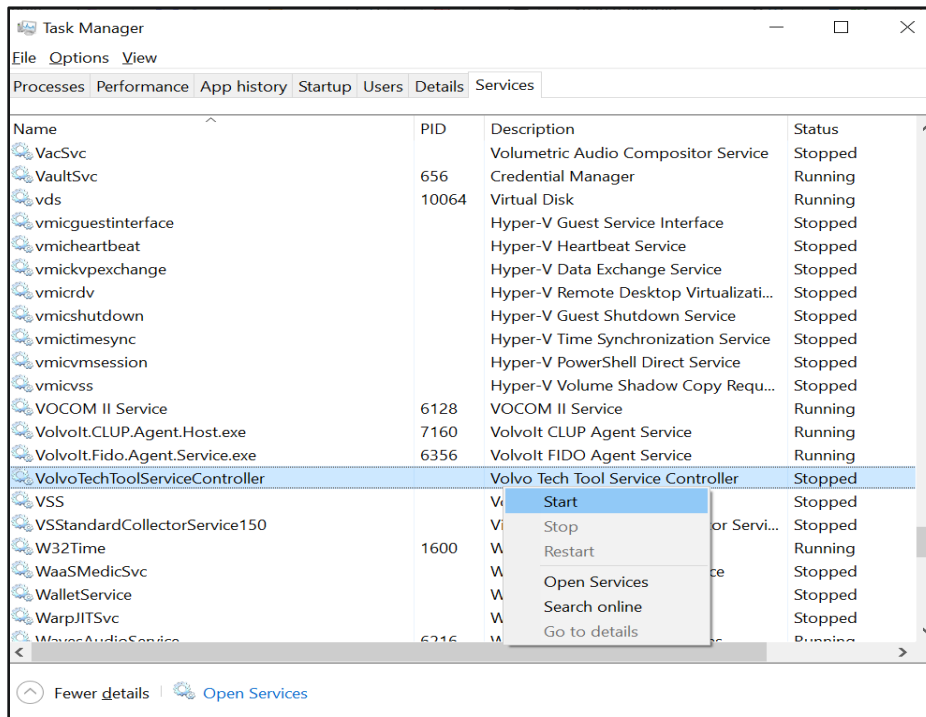 Task Manager
File Options View
Processes Performance App history Startup Users Details Services
Name PID Description Status
VacSvc Volumetric Audio Compositor Service Stopped
VaultSvc 656 Credential Manager Running
vds 10064 Virtual Disk Running
vmicguestinterface Hyper-V Guest Service Interface Stopped
vmicheartbeat Hyper-V Heartbeat Service Stopped
vmickvpexchange Hyper-V Data Exchange Service Stopped
vmicrdv Hyper-V Remote Desktop Virtualizati... Stopped
vmicshutdown Hyper-V Guest Shutdown Service Stopped
vmictimesync Hyper-V Time Synchronization Service Stopped
vmicvmsession Hyper-V PowerShell Direct Service Stopped
vmicvss Hyper-V Volume Shadow Copy Requ... Stopped
VOCOM II Service 6128 VOCOM II Service Running
VolvoIt.CLUP.Agent.Host.exe 7160 VolvoIt CLUP Agent Service Running
VolvoIt.Fido.Agent.Service.exe 6356 VolvoIt FIDO Agent Service Running
VolvoTechToolServiceController Volvo Tech Tool Service Controller Stopped
VSS Start Stopped
VSStandardCollectorService150 Stop or Servi... Stopped
W32Time 1600 Restart Running
WaaSMedicSvc Open Services ce Stopped
WalletService Search online Stopped
WarpJITSvc Go to details Stopped
WavesAudioService 6216 Running
Fewer details Open Services